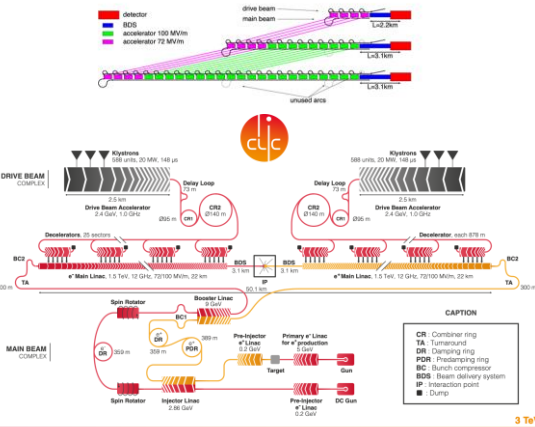 drive beam
main beam
detector
BDS
accelerator 100 MV/m
accelerator 72 MV/m
L=2.2km
L=3.1km
L=3.1km
unused arcs
clic
Klystrons
588 units, 20 MW, 148 µs
Klystrons
588 units, 20 MW, 148 µs
DRIVE BEAM
COMPLEX
Delay Loop
73 m
Delay Loop
73 m
CR2
Ø140 m
CR1
Ø95 m
CR2
Ø140 m
CR1
Ø95 m
2.5 km
Drive Beam Accelerator
2.4 GeV, 1.0 GHz
2.5 km
Drive Beam Accelerator
2.4 GeV, 1.0 GHz
Decelerators, 25 sectors
Decelerator, each 878 m
BC2
BDS
3.1 km
BDS
3.1 km
BC2
e⁻ Main Linac, 1.5 TeV, 12 GHz, 72/100 MV/m, 22 km
IP
e⁺ Main Linac, 1.5 TeV, 12 GHz, 72/100 MV/m, 22 km
TA
50.1 km
TA
300 m
Booster Linac
9 GeV
Spin Rotator
BC1
MAIN BEAM
COMPLEX
e⁻
DR
359 m
e⁺
DR
359 m
e⁺
PDR
389 m
Pre-Injector
e⁺ Linac
0.2 GeV
Primary e⁻ Linac
for e⁺ production
5 GeV
Target
Gun
Spin Rotator
Injector Linac
2.86 GeV
Pre-Injector
e⁻ Linac
0.2 GeV
DC Gun
CAPTION
CR : Combiner ring
TA : Turnaround
DR : Damping ring
PDR : Predamping ring
BC : Bunch compressor
BDS : Beam delivery system
IP : Interaction point
■ : Dump